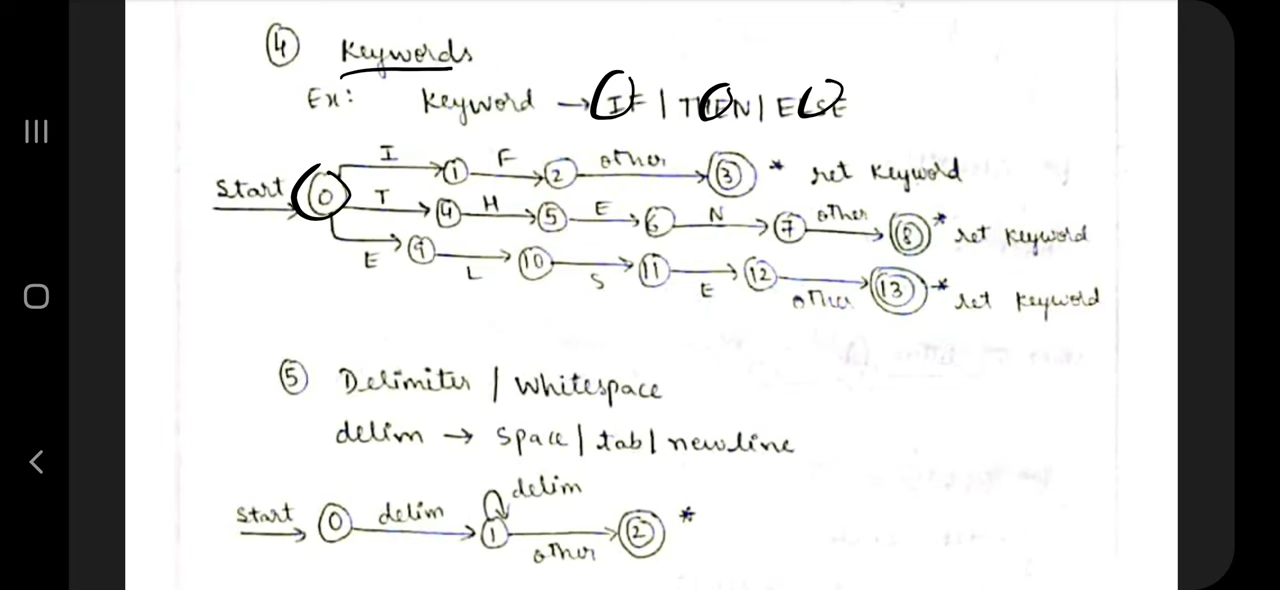 ④ Keywords
Ex: Keyword → IF | THEN | ELSE
Start 0 I 1 F 2 other 3 * ret Keyword
T 4 H 5 E 6 N 7 other 8 * ret Keyword
E 9 L 10 S 11 E 12 other 13 * ret Keyword
⑤ Delimiter / Whitespace
delim → Space | tab | newline
delim
Start 0 delim 1 other 2 *